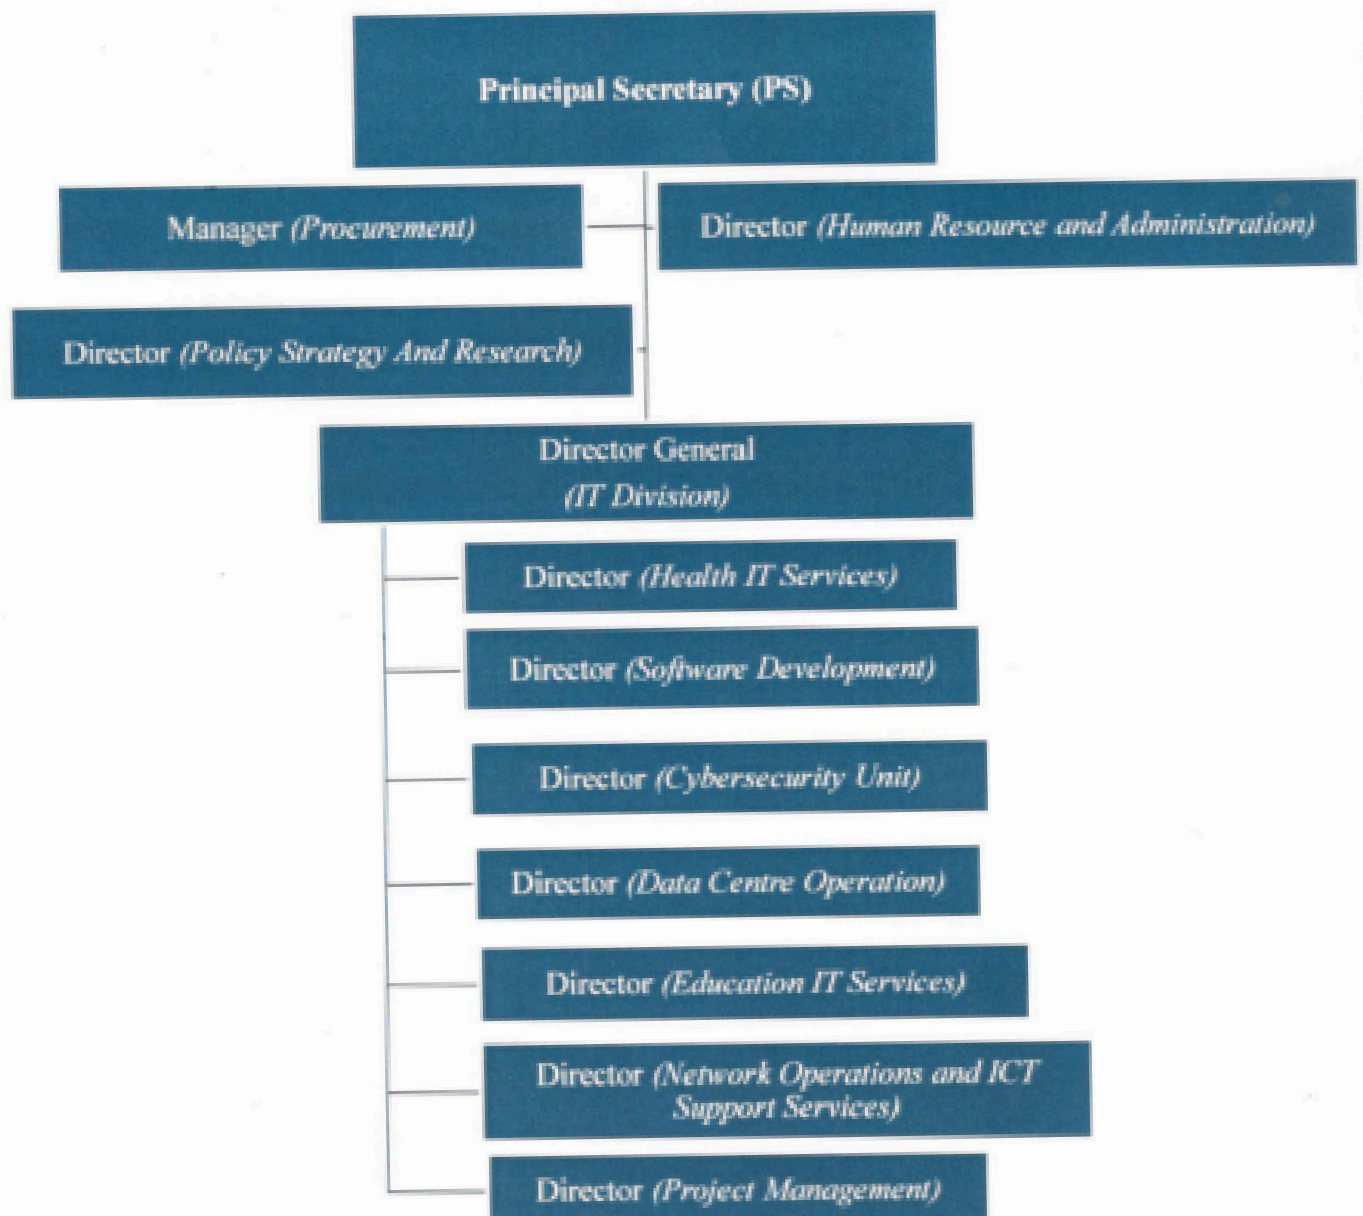 Principal Secretary (PS)
Manager (Procurement)
Director (Human Resource and Administration)
Director (Policy Strategy And Research)
Director General
(IT Division)
Director (Health IT Services)
Director (Software Development)
Director (Cybersecurity Unit)
Director (Data Centre Operation)
Director (Education IT Services)
Director (Network Operations and ICT
Support Services)
Director (Project Management)